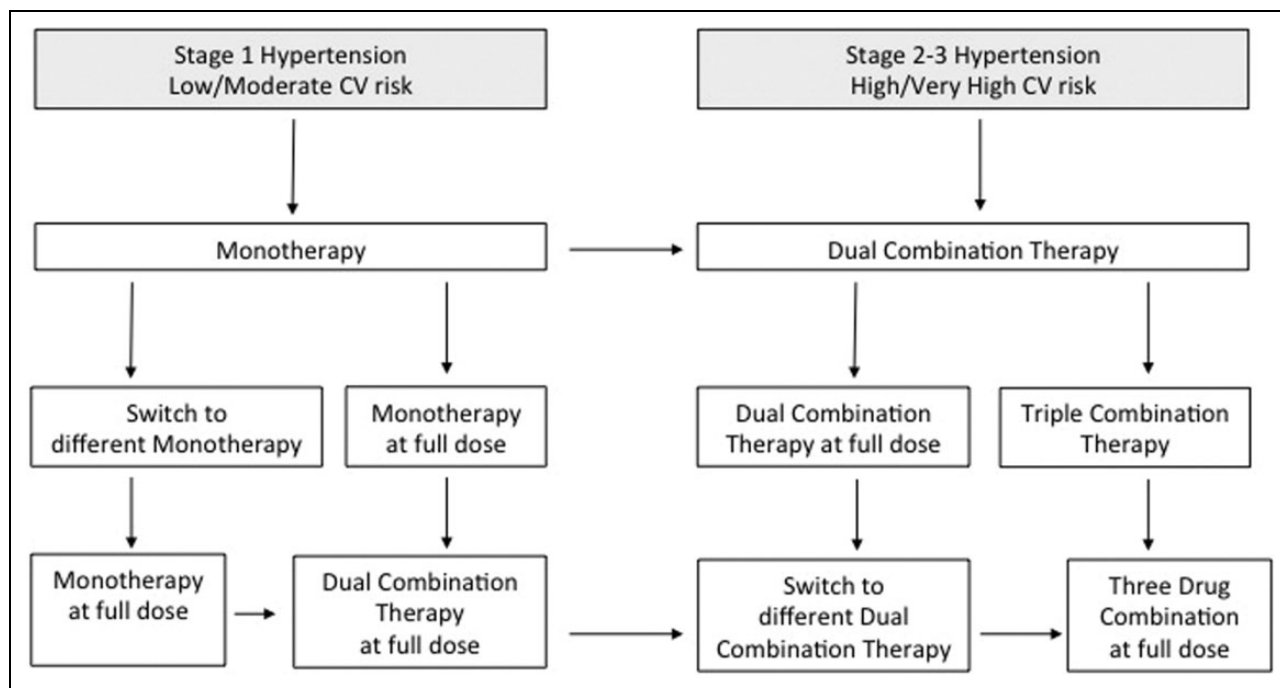 Stage 1 Hypertension
Low/Moderate CV risk
Stage 2-3 Hypertension
High/Very High CV risk
Monotherapy
Dual Combination Therapy
Switch to
different Monotherapy
Monotherapy
at full dose
Dual Combination
Therapy at full dose
Triple Combination
Therapy
Monotherapy
at full dose
Dual Combination
Therapy
at full dose
Switch to
different Dual
Combination Therapy
Three Drug
Combination
at full dose